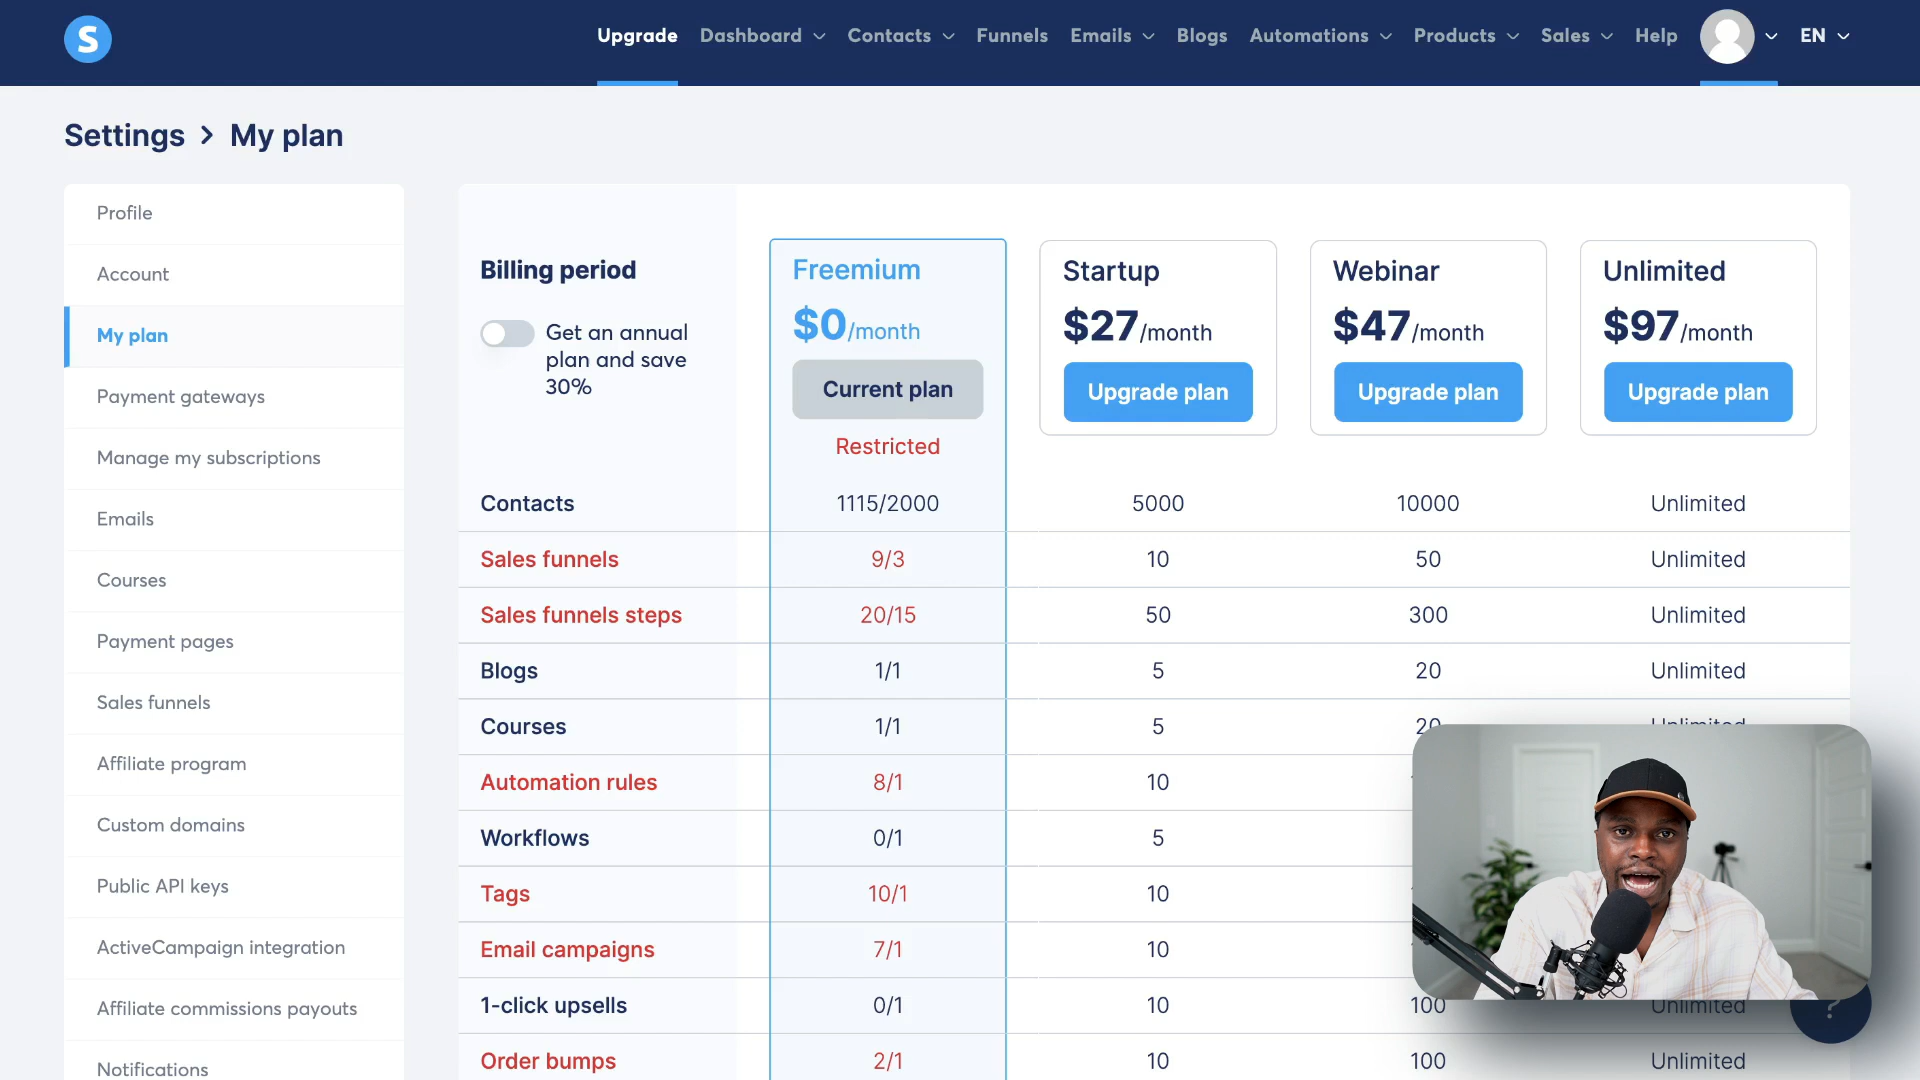 S
Upgrade Dashboard Contacts Funnels Emails Blogs Automations Products Sales Help EN
Settings > My plan
Profile
Account
My plan
Payment gateways
Manage my subscriptions
Emails
Courses
Payment pages
Sales funnels
Affiliate program
Custom domains
Public API keys
ActiveCampaign integration
Affiliate commissions payouts
Notifications
Billing period
Get an annual
plan and save
30%
Freemium
$0/month
Current plan
Restricted
Startup
$27/month
Upgrade plan
Webinar
$47/month
Upgrade plan
Unlimited
$97/month
Upgrade plan
Contacts 1115/2000 5000 10000 Unlimited
Sales funnels 9/3 10 50 Unlimited
Sales funnels steps 20/15 50 300 Unlimited
Blogs 1/1 5 20 Unlimited
Courses 1/1 5 20 Unlimited
Automation rules 8/1 10
Workflows 0/1 5
Tags 10/1 10
Email campaigns 7/1 10
1-click upsells 0/1 10 100 Unlimited
?
Order bumps 2/1 10 100 Unlimited